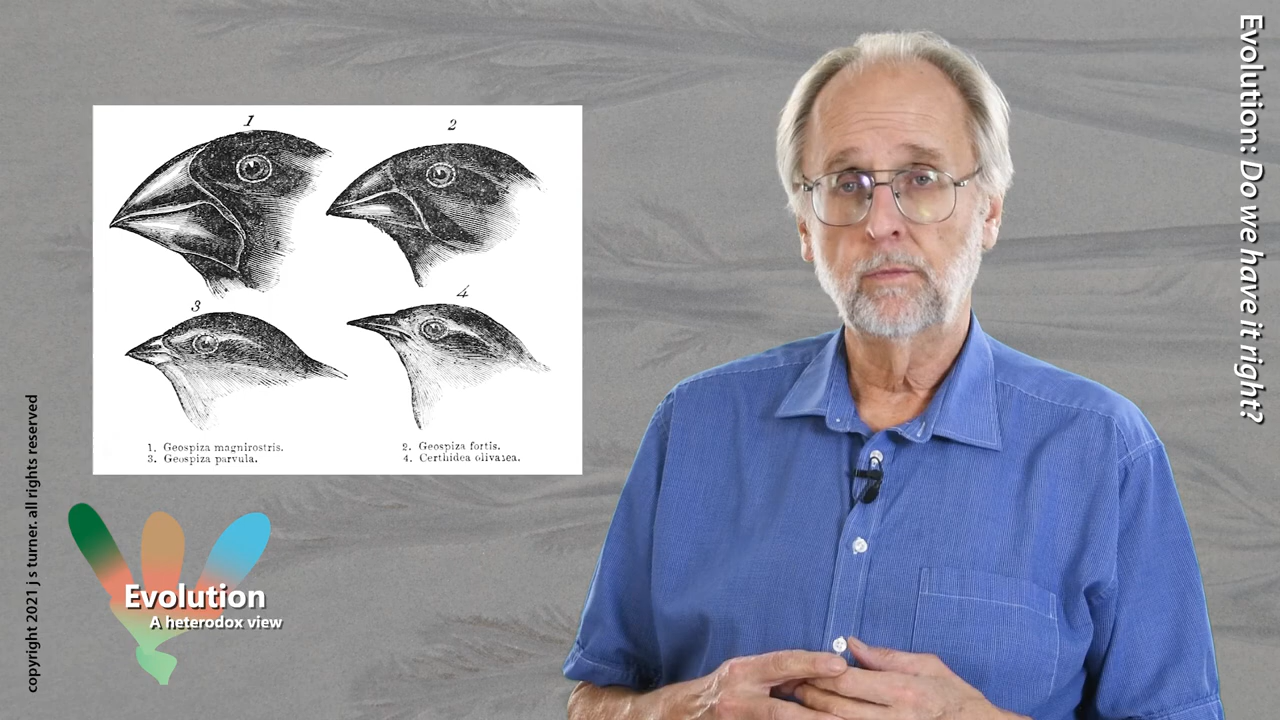 1
2
3
4
1. Geospiza magnirostris.
2. Geospiza fortis.
3. Geospiza parvula.
4. Certhidea olivasea.
Evolution
A heterodox view
copyright 2021 j s turner. all rights reserved
Evolution: Do we have it right?